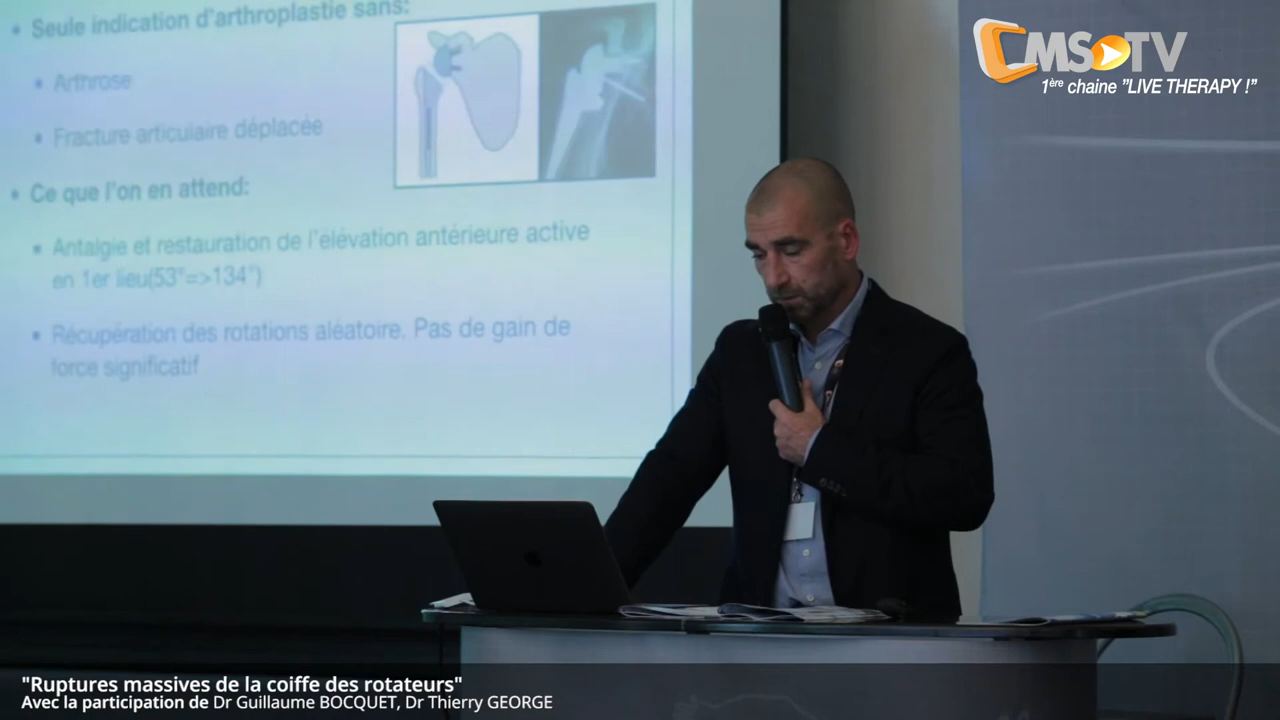 Seule indication d'arthroplastie sans:
Arthrose
Fracture articulaire déplacée
Ce que l'on en attend:
Antalgie et restauration de l'élévation antérieure active
en 1er lieu(53°=>134°)
Récupération des rotations aléatoire. Pas de gain de
force significatif
CMS TV
1ère chaine "LIVE THERAPY !"
"Ruptures massives de la coiffe des rotateurs"
Avec la participation de Dr Guillaume BOCQUET, Dr Thierry GEORGE